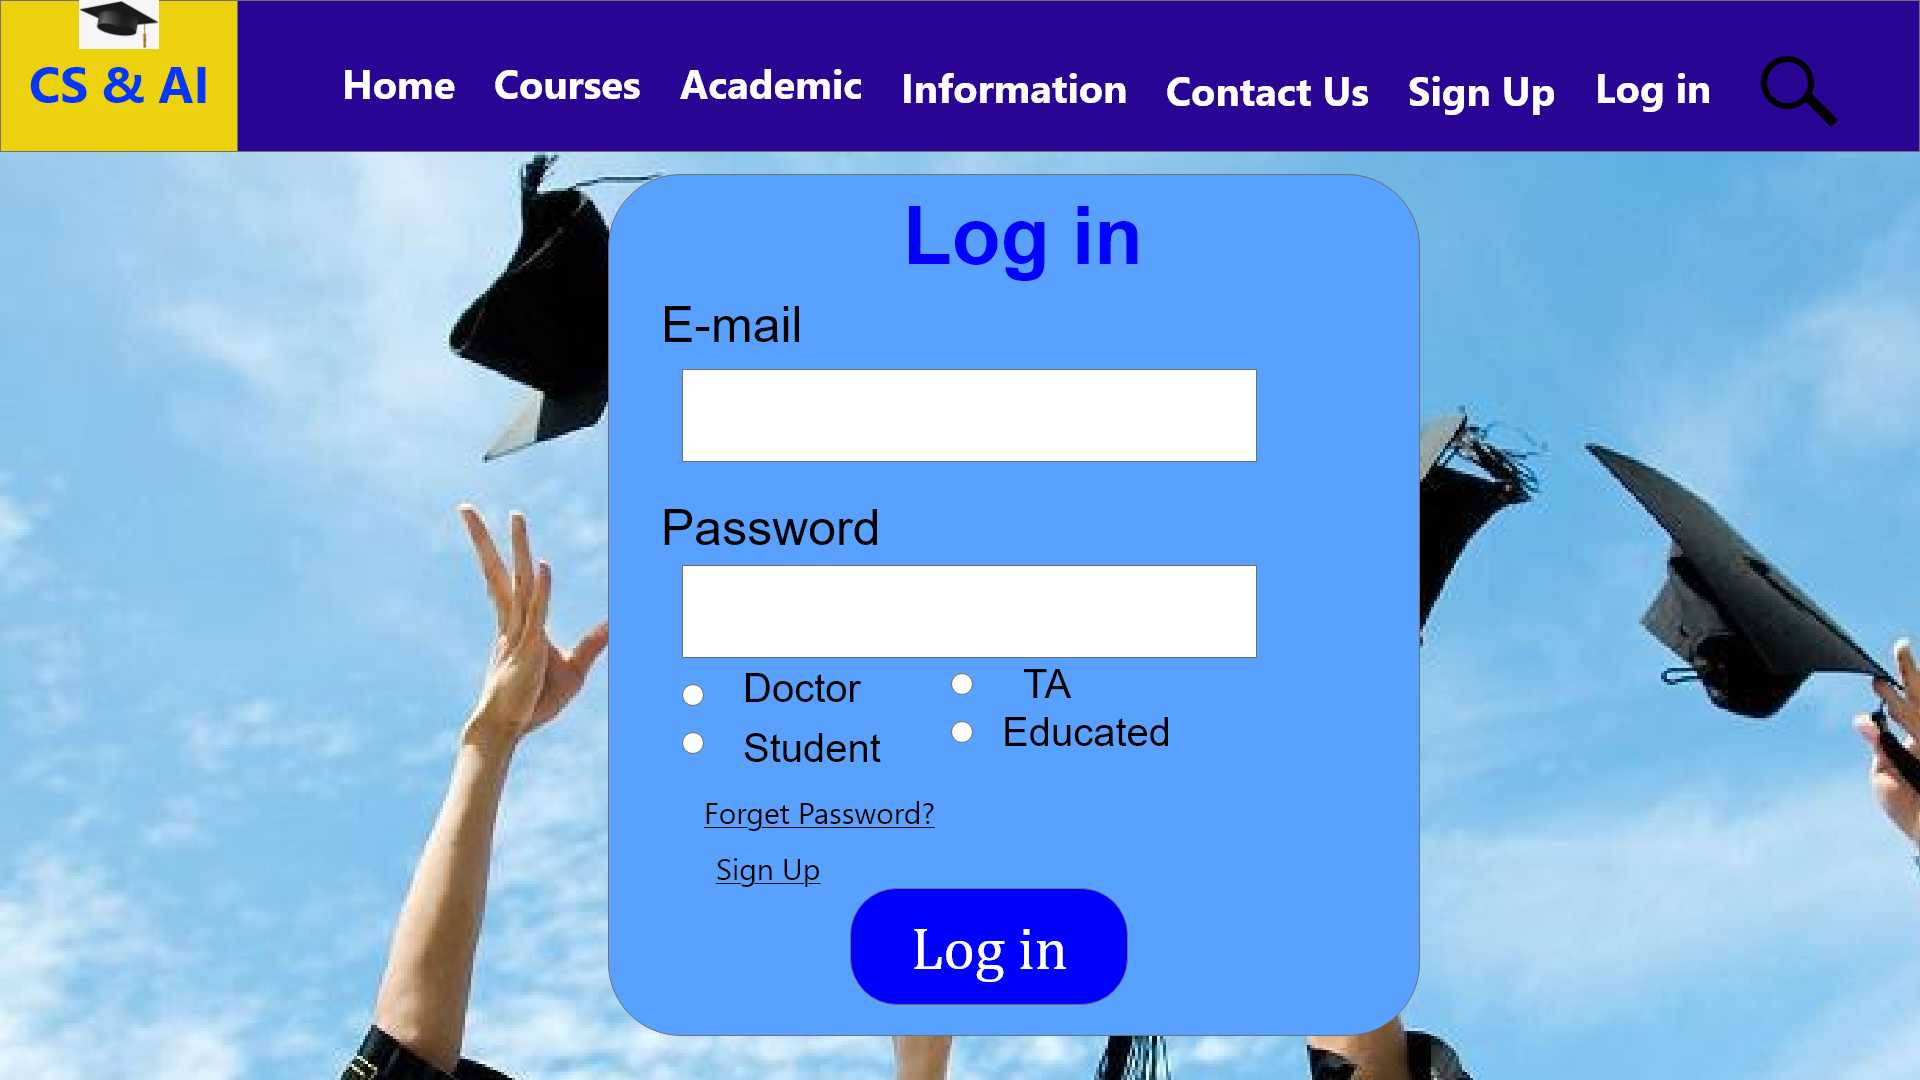 CS & AI
Home Courses Academic Information Contact Us Sign Up Log in
Log in
E-mail
Password
Doctor TA
Student Educated
Forget Password?
Sign Up
Log in